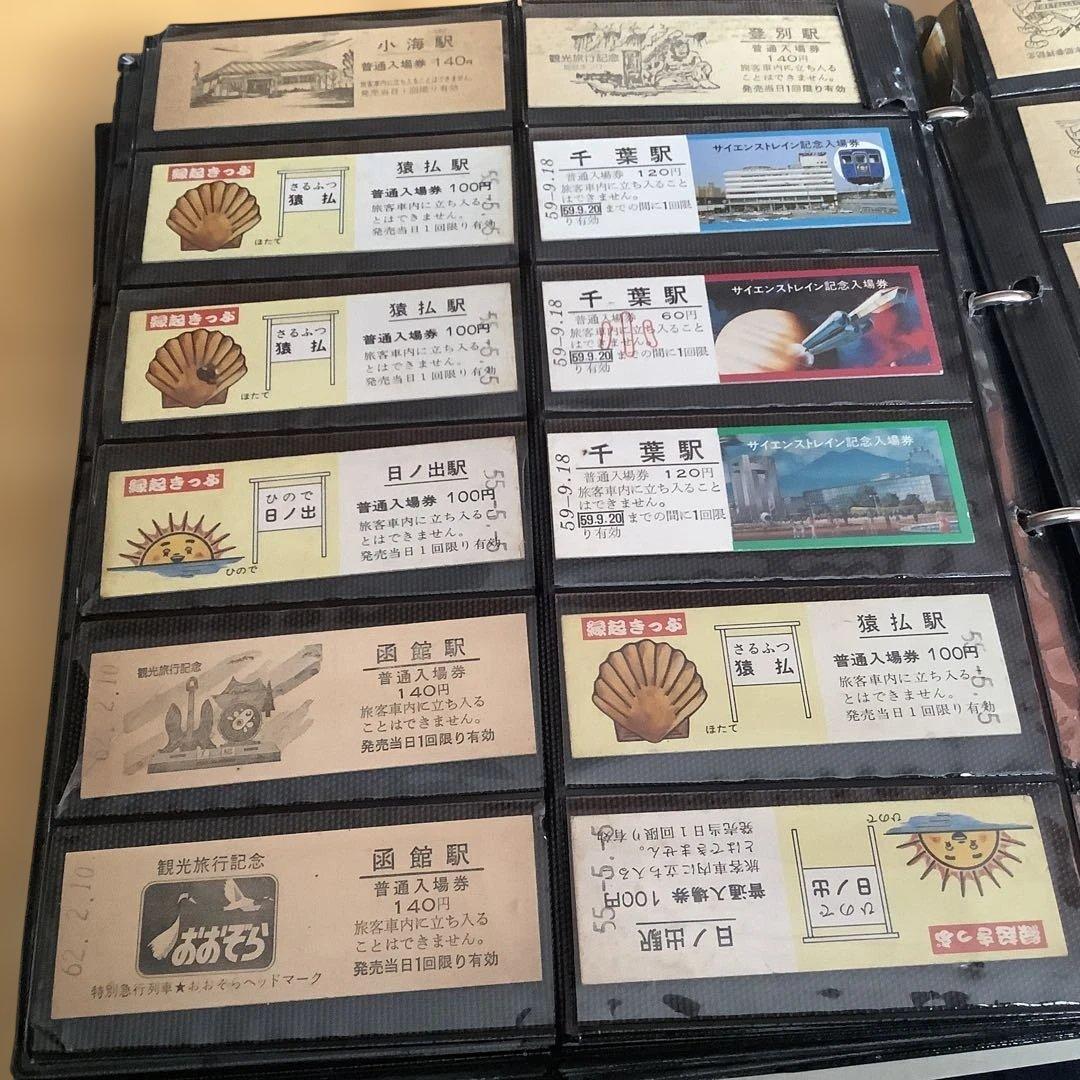 小海駅
普通入場券 140円
旅客車内に立ち入ることはできません。
発売当日1回限り有効
縁起きっぷ
さるふつ
猿払
ほたて
猿払駅
普通入場券 100円
旅客車内に立ち入るこ
とはできません。
発売当日1回限り有効
55.-5.-5
縁起きっぷ
さるふつ
猿払
ほたて
猿払駅
普通入場券 100円
旅客車内に立ち入るこ
とはできません。
発売当日1回限り有効
55.-5.-5
縁起きっぷ
ひので
日ノ出
ひので
日ノ出駅
普通入場券 100円
旅客車内に立ち入るこ
とはできません。
発売当日1回限り有効
55.-5.-5
観光旅行記念
62.2.10
函館駅
普通入場券
140円
旅客車内に立ち入る
ことはできません。
発売当日1回限り有効
62.2.10
観光旅行記念
おおぞら
特別急行列車★おおぞらヘッドマーク
函館駅
普通入場券
140円
旅客車内に立ち入る
ことはできません。
発売当日1回限り有効
観光旅行記念
登別駅
普通入場券
140円
旅客車内に立ち入る
ことはできません。
発売当日1回限り有効
59.-9.18
千葉駅
普通入場券 120円
旅客車内に立ち入ること
はできません。
59.9.20 までの間に1回限
り有効
サイエンストレイン記念入場券
59.-9.18
千葉駅
普通入場券 60円
旅客車内に立ち入ること
はできません。
59.9.20 までの間に1回限
り有効
小
サイエンストレイン記念入場券
59.-9.18
千葉駅
普通入場券 120円
旅客車内に立ち入ること
はできません。
59.9.20 までの間に1回限
り有効
サイエンストレイン記念入場券
縁起きっぷ
さるふつ
猿払
ほたて
猿払駅
普通入場券 100円
旅客車内に立ち入るこ
とはできません。
発売当日1回限り有効
55.-5.-5
縁起きっぷ
ひので
日ノ出
ひので
日ノ出駅
普通入場券 100円
旅客車内に立ち入るこ
とはできません。
発売当日1回限り有効
55.-5.-5